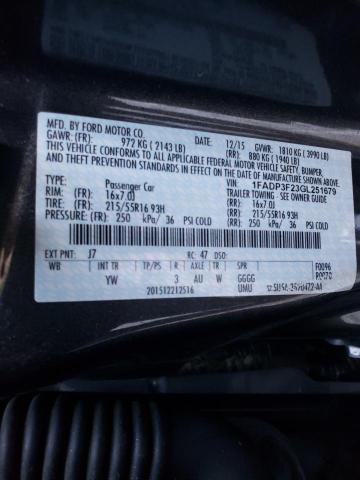 MFD. BY FORD MOTOR CO.
DATE: 12/15 GVWR: 1810 KG ( 3990 LB)
GAWR: (FR): 972 KG ( 2143 LB) (RR): 880 KG ( 1940 LB)
THIS VEHICLE CONFORMS TO ALL APPLICABLE FEDERAL MOTOR VEHICLE SAFETY, BUMPER,
AND THEFT PREVENTION STANDARDS IN EFFECT ON THE DATE OF MANUFACTURE SHOWN ABOVE.
VIN: 1FADP3F23GL251679
TYPE: Passenger Car TRAILER TOWING - SEE OWNER GUIDE
RIM: (FR): 16x7.0J (RR): 16x7.0J
TIRE: (FR): 215/55R16 93H (RR): 215/55R16 93H
PRESSURE: (FR): 250 kPa/ 36 PSI COLD (RR): 250 kPa/ 36 PSI COLD
EXT PNT: J7 RC: 47 DSO:
WB INT TR TP/PS R A TR SPR F0096
YW 3 AU W GGGG
201512212516 UMU